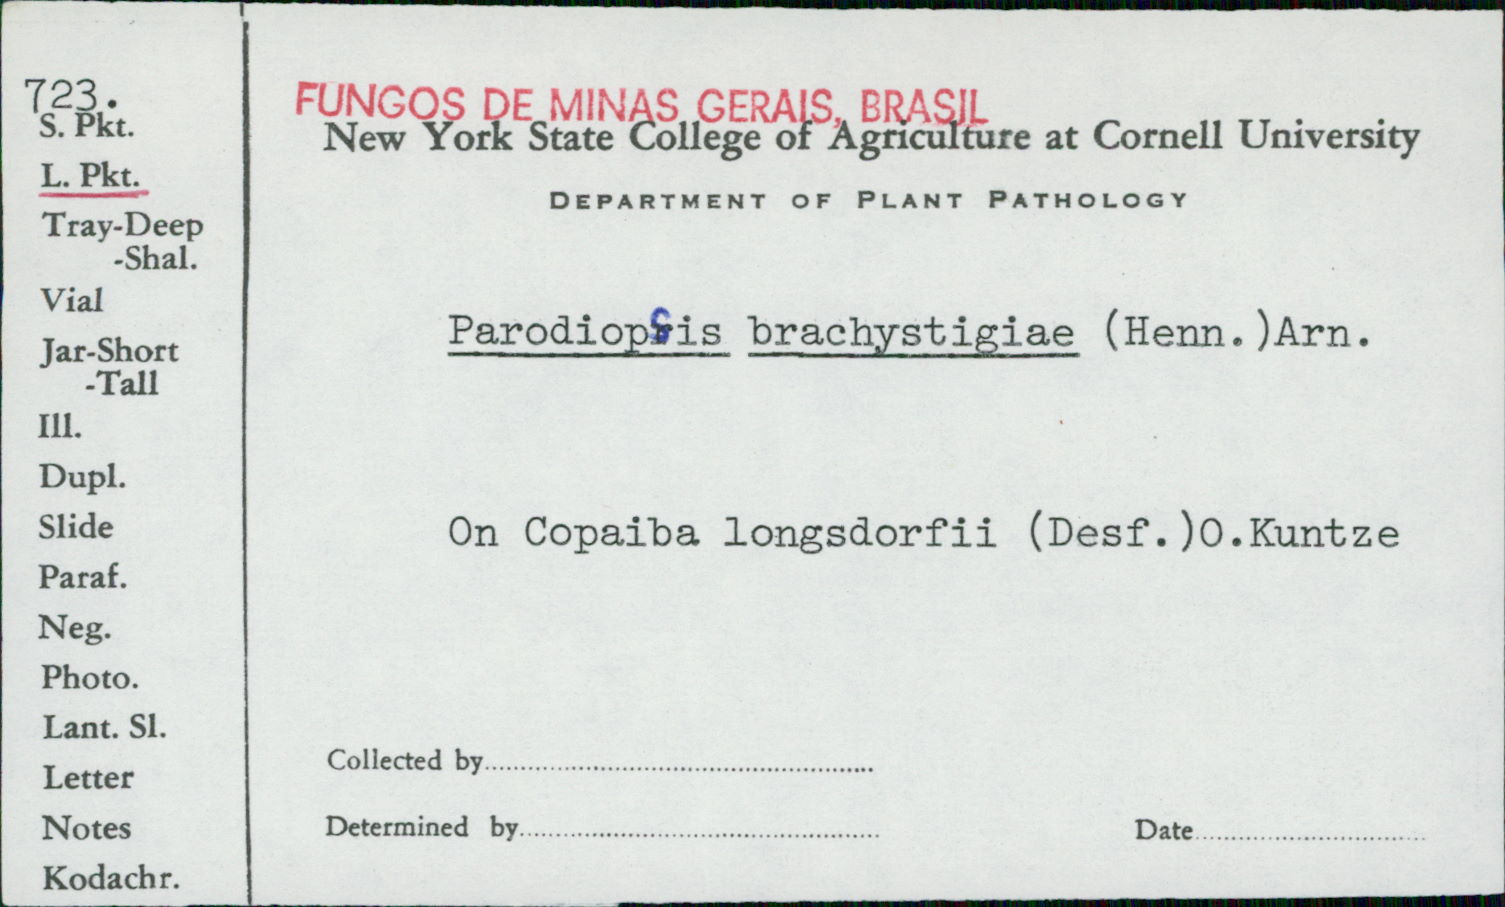 723.
S. Pkt.
L. Pkt.
Tray-Deep
-Shal.
Vial
Jar-Short
-Tall
Ill.
Dupl.
Slide
Paraf.
Neg.
Photo.
Lant. Sl.
Letter
Notes
Kodachr.
FUNGOS DE MINAS GERAIS, BRASIL
New York State College of Agriculture at Cornell University
DEPARTMENT OF PLANT PATHOLOGY
Parodiopsis brachystigiae (Henn.)Arn.
On Copaiba longsdorfii (Desf.)O.Kuntze
Collected by
Determined by
Date